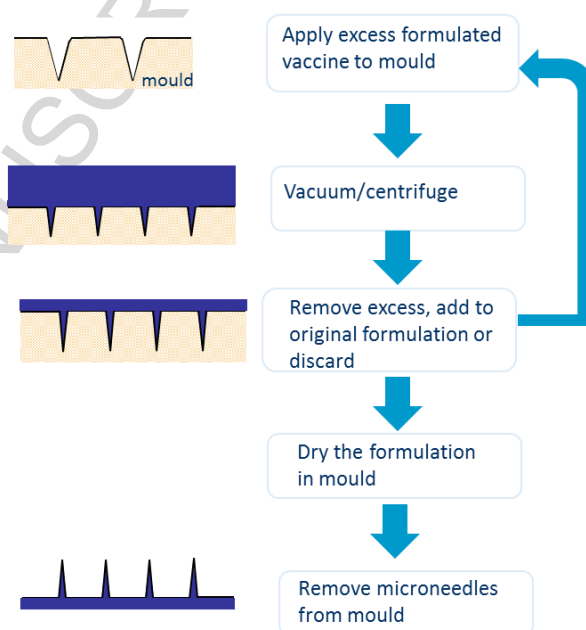 Apply excess formulated
vaccine to mould
mould
Vacuum/centrifuge
Remove excess, add to
original formulation or
discard
Dry the formulation
in mould
Remove microneedles
from mould